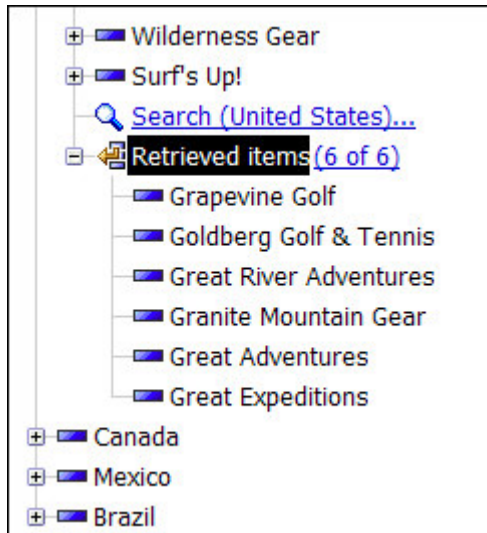 Wilderness Gear
Surf's Up!
Search (United States)...
Retrieved items (6 of 6)
Grapevine Golf
Goldberg Golf & Tennis
Great River Adventures
Granite Mountain Gear
Great Adventures
Great Expeditions
Canada
Mexico
Brazil